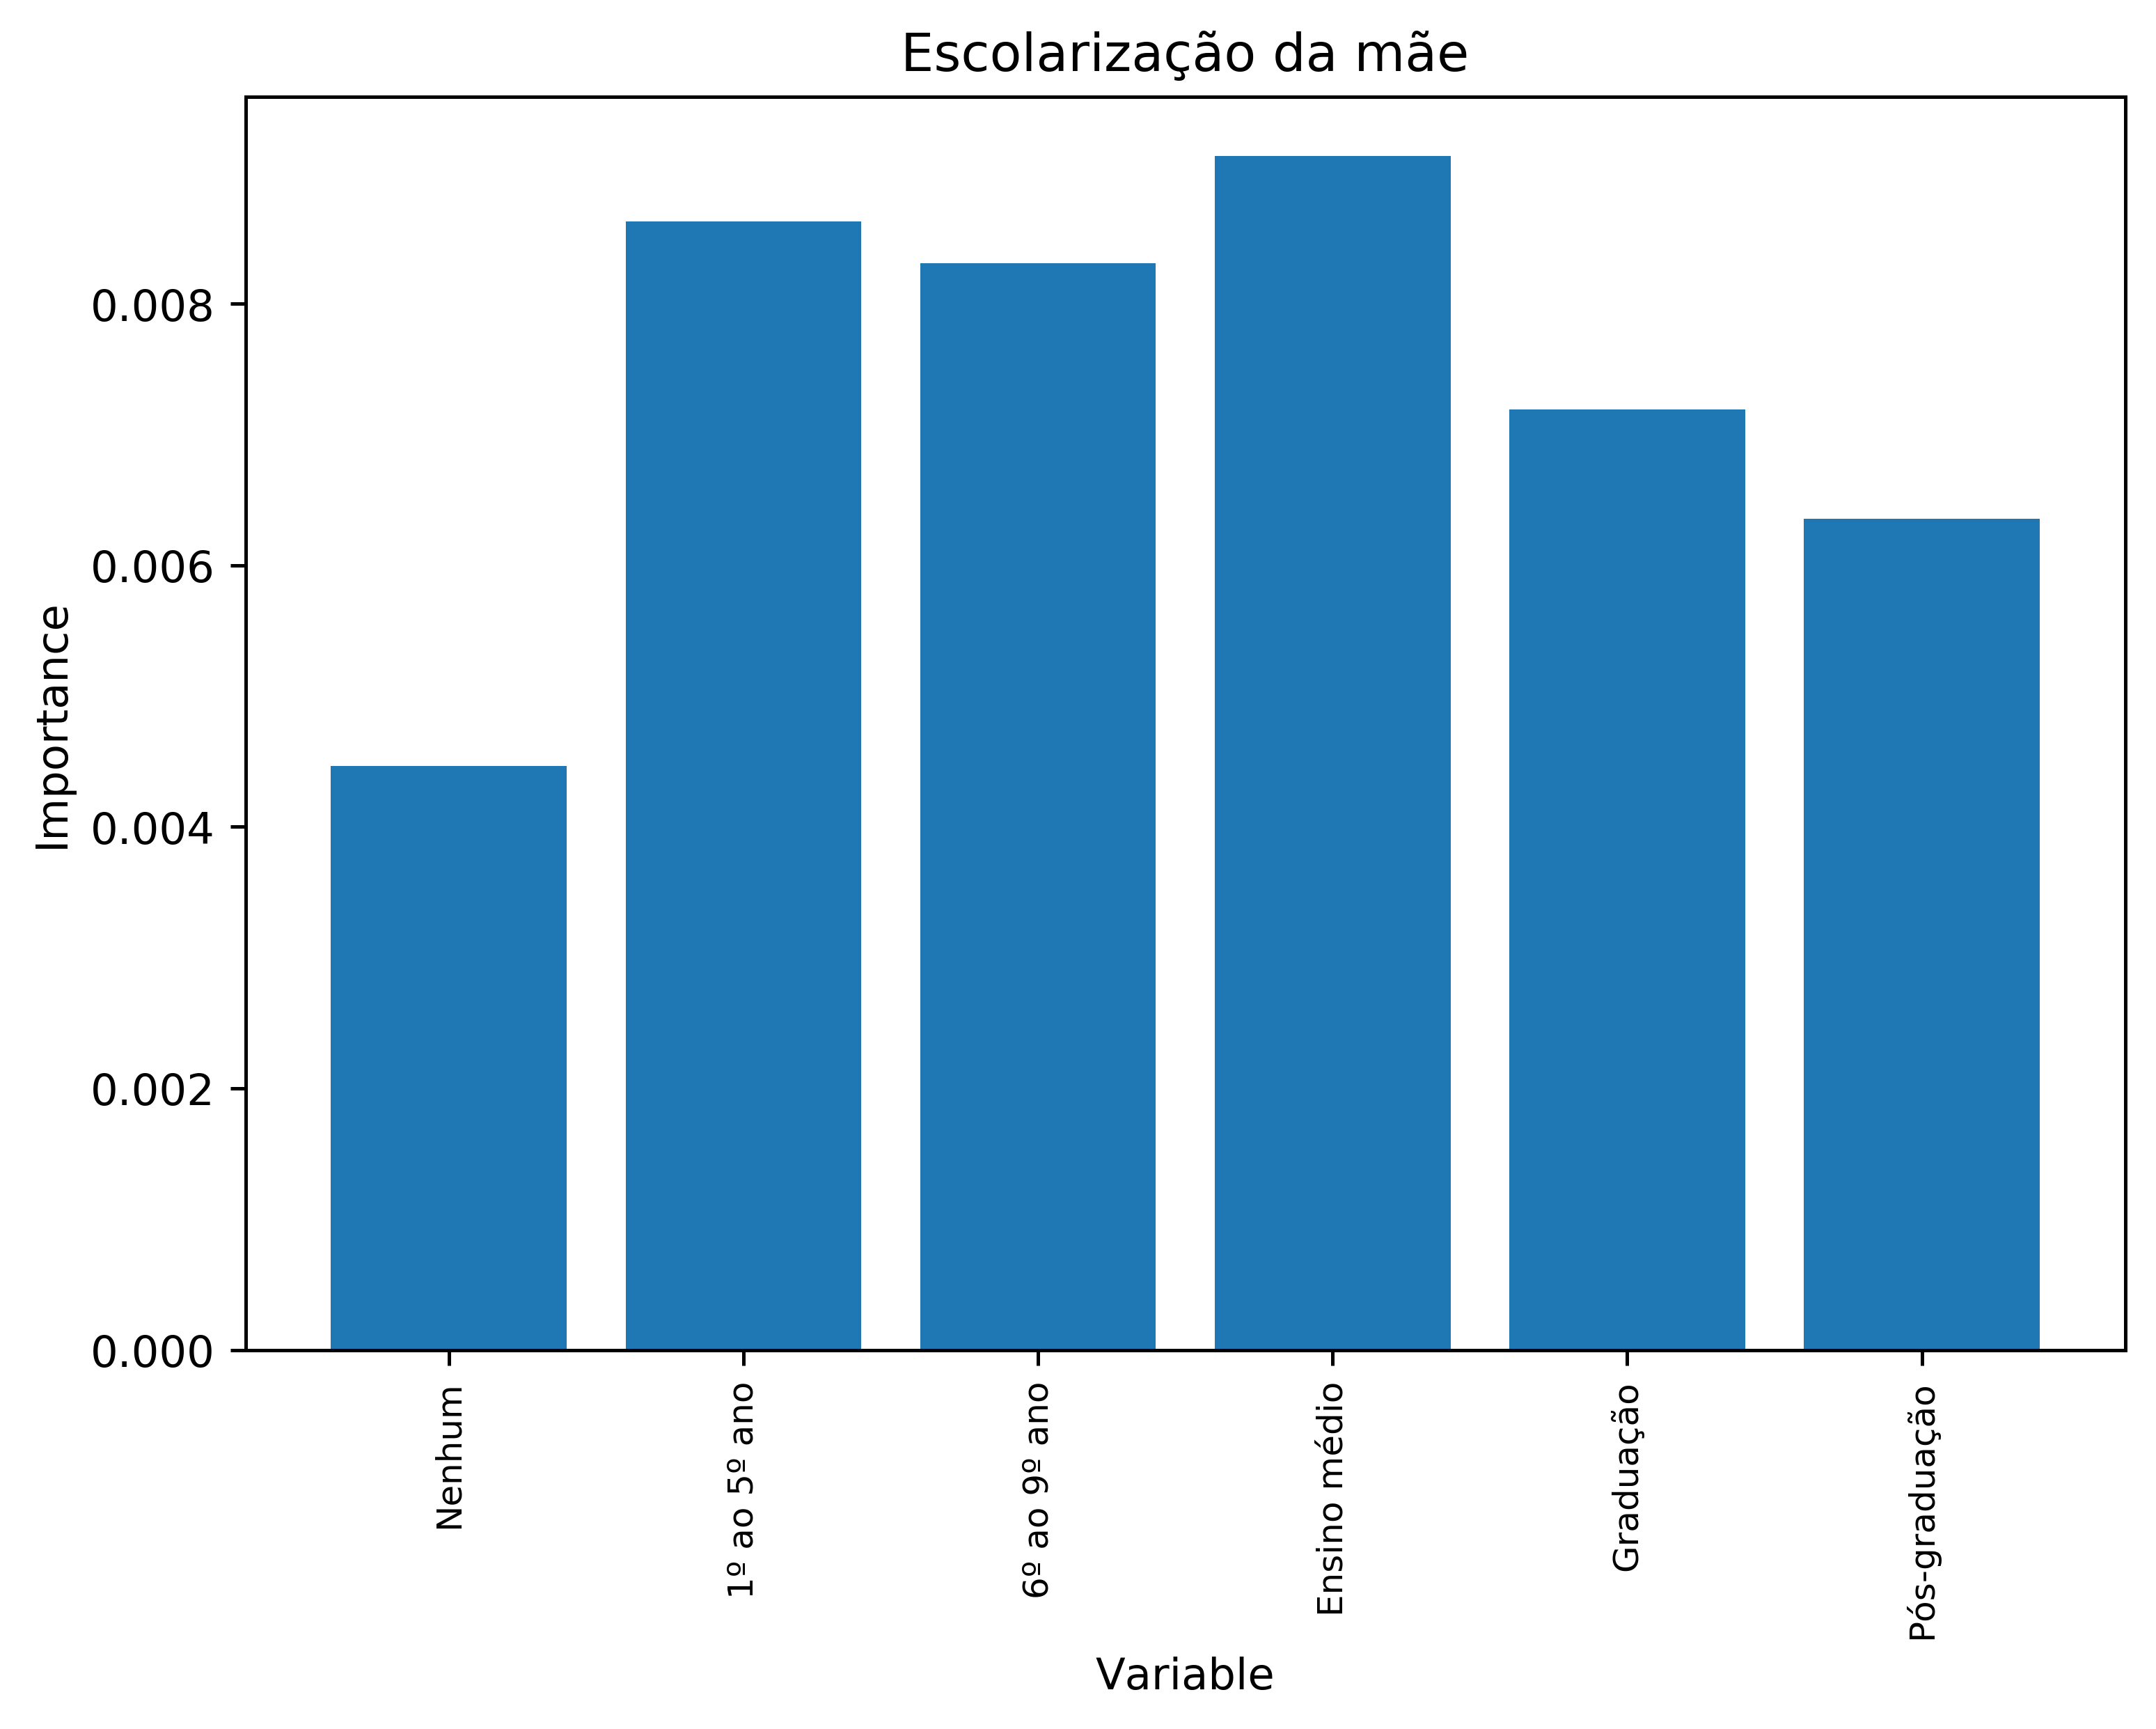 Escolarização da mãe
Importance
0.008
0.006
0.004
0.002
0.000
Nenhum
1º ao 5º ano
6º ao 9º ano
Ensino médio
Graduação
Pós-graduação
Variable